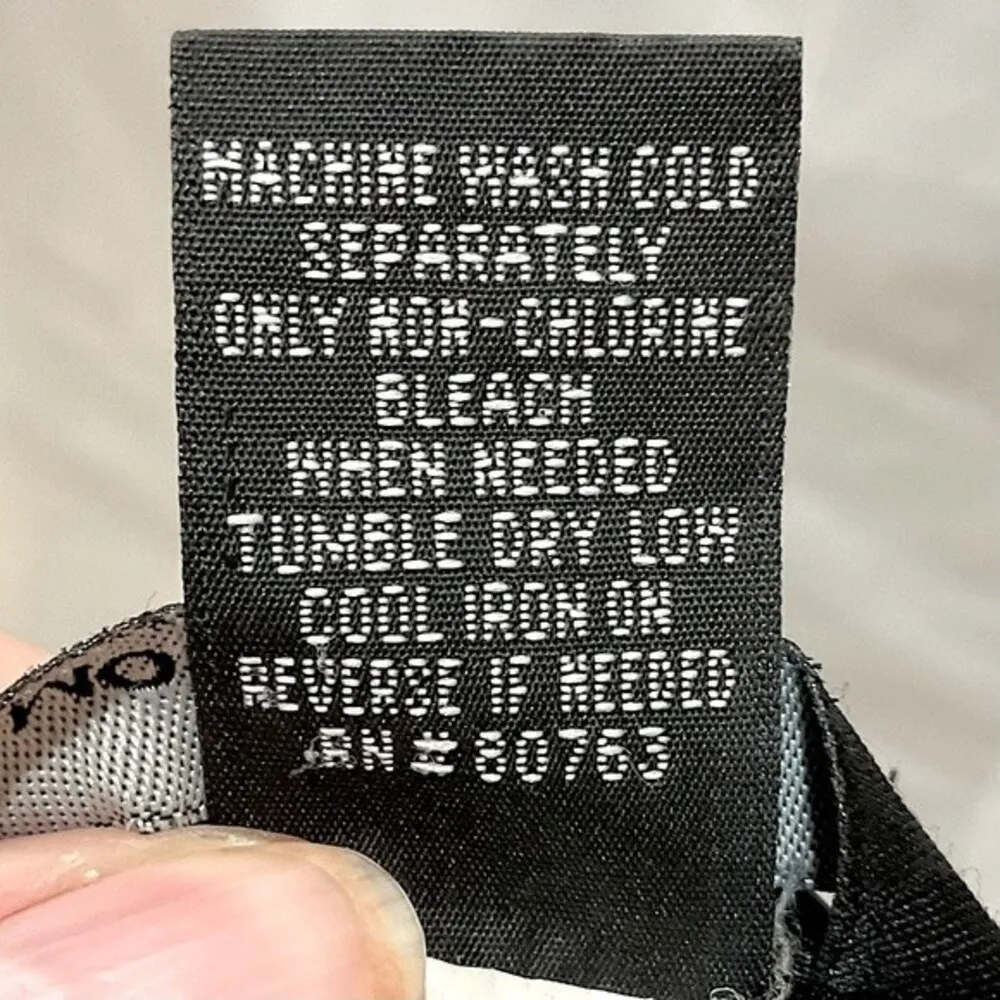 MACHINE WASH COLD
SEPARATELY
ONLY NON-CHLORINE
BLEACH
WHEN NEEDED
TUMBLE DRY LOW
COOL IRON ON
REVERSE IF NEEDED
RN # 80763
NO